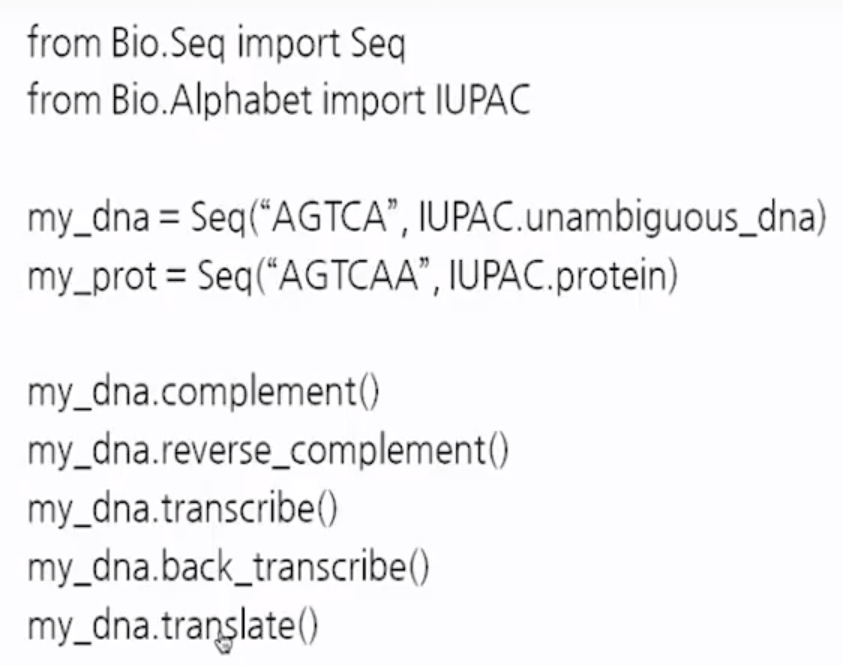 from Bio.Seq import Seq
from Bio.Alphabet import IUPAC
my_dna = Seq(“AGTCA”, IUPAC.unambiguous_dna)
my_prot = Seq(“AGTCAA”, IUPAC.protein)
my_dna.complement()
my_dna.reverse_complement()
my_dna.transcribe()
my_dna.back_transcribe()
my_dna.translate()